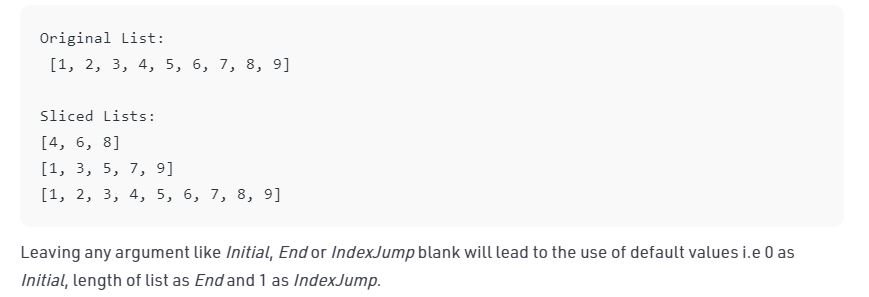 Original List:
[1, 2, 3, 4, 5, 6, 7, 8, 9]
Sliced Lists:
[4, 6, 8]
[1, 3, 5, 7, 9]
[1, 2, 3, 4, 5, 6, 7, 8, 9]
Leaving any argument like Initial, End or IndexJump blank will lead to the use of default values i.e 0 as
Initial, length of list as End and 1 as IndexJump.